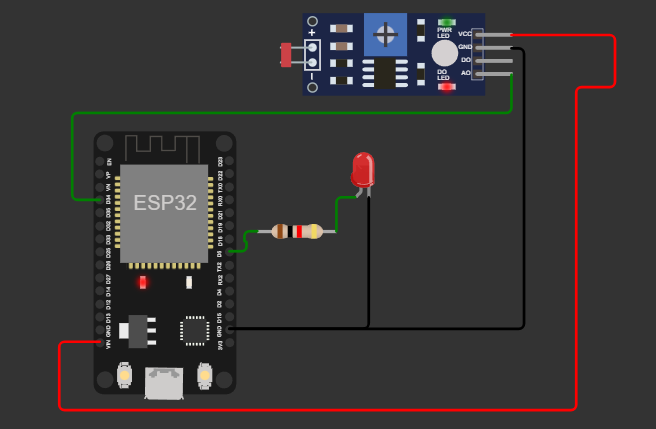 +
−
PWR
LED
DO
LED
VCC
GND
DO
AO
ESP32
EN
VP
VN
D34
D35
D32
D33
D25
D26
D27
D14
D12
D13
GND
VIN
D23
D22
TX0
RX0
D21
D19
D18
D5
TX2
RX2
D4
D2
D15
GND
3V3